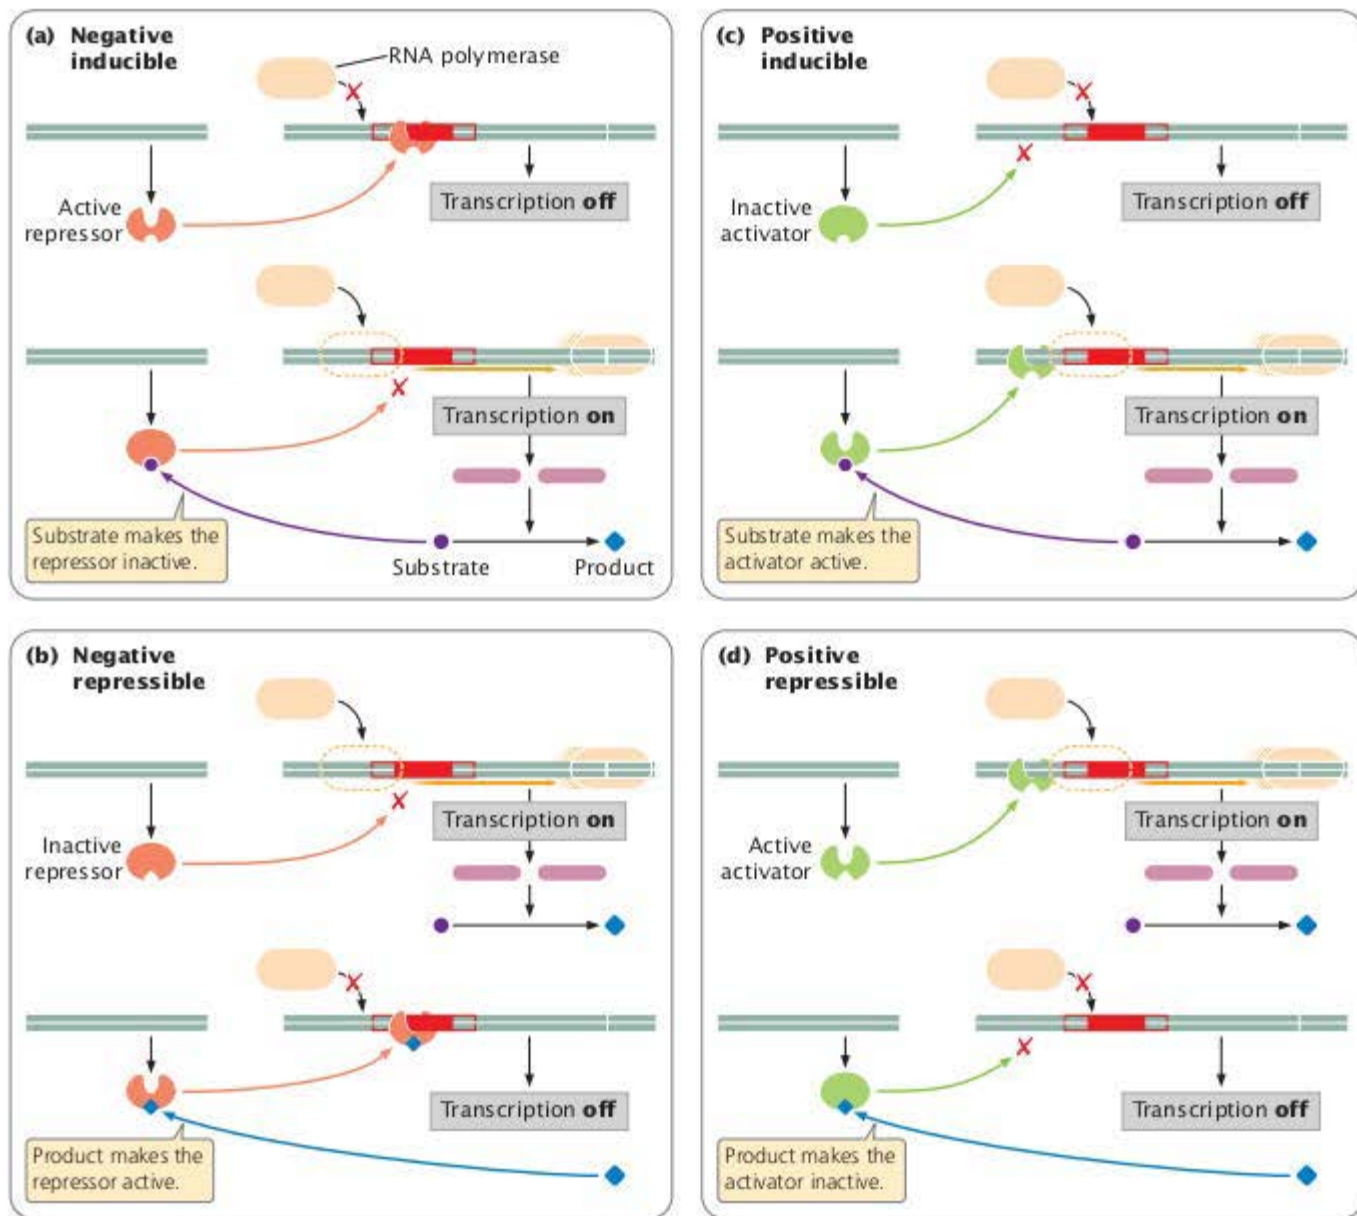 (a) Negative
inducible
RNA polymerase
Active
repressor
Transcription off
Transcription on
Substrate makes the
repressor inactive.
Substrate
Product
(c) Positive
inducible
Inactive
activator
Transcription off
Transcription on
Substrate makes the
activator active.
(b) Negative
repressible
Inactive
repressor
Transcription on
Transcription off
Product makes the
repressor active.
(d) Positive
repressible
Active
activator
Transcription on
Transcription off
Product makes the
activator inactive.